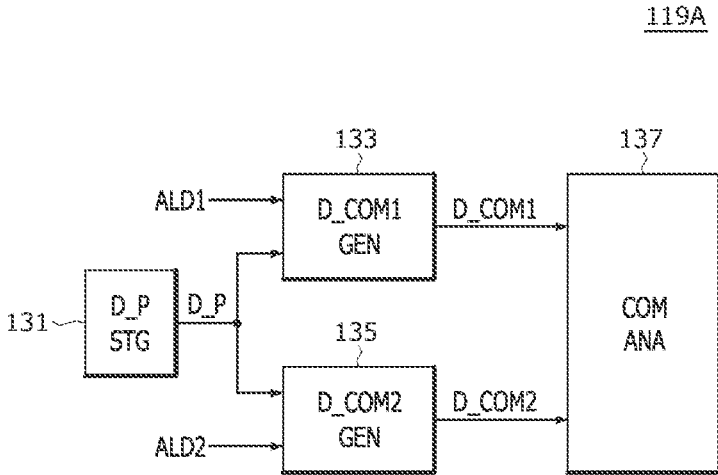 119A
133
137
ALD1
D_COM1
GEN
D_COM1
D_P
STG
D_P
131
COM
ANA
135
D_COM2
GEN
D_COM2
ALD2